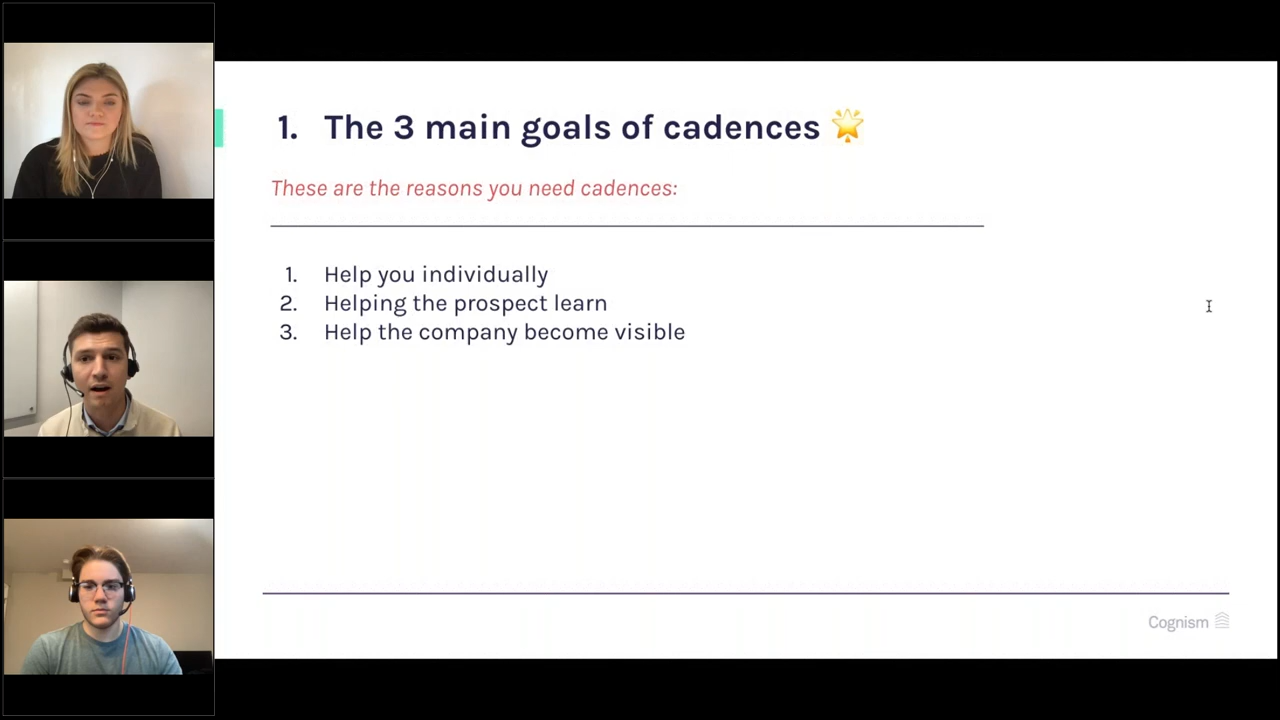 1. The 3 main goals of cadences 🌟
These are the reasons you need cadences:
1. Help you individually
2. Helping the prospect learn
3. Help the company become visible
Cognism